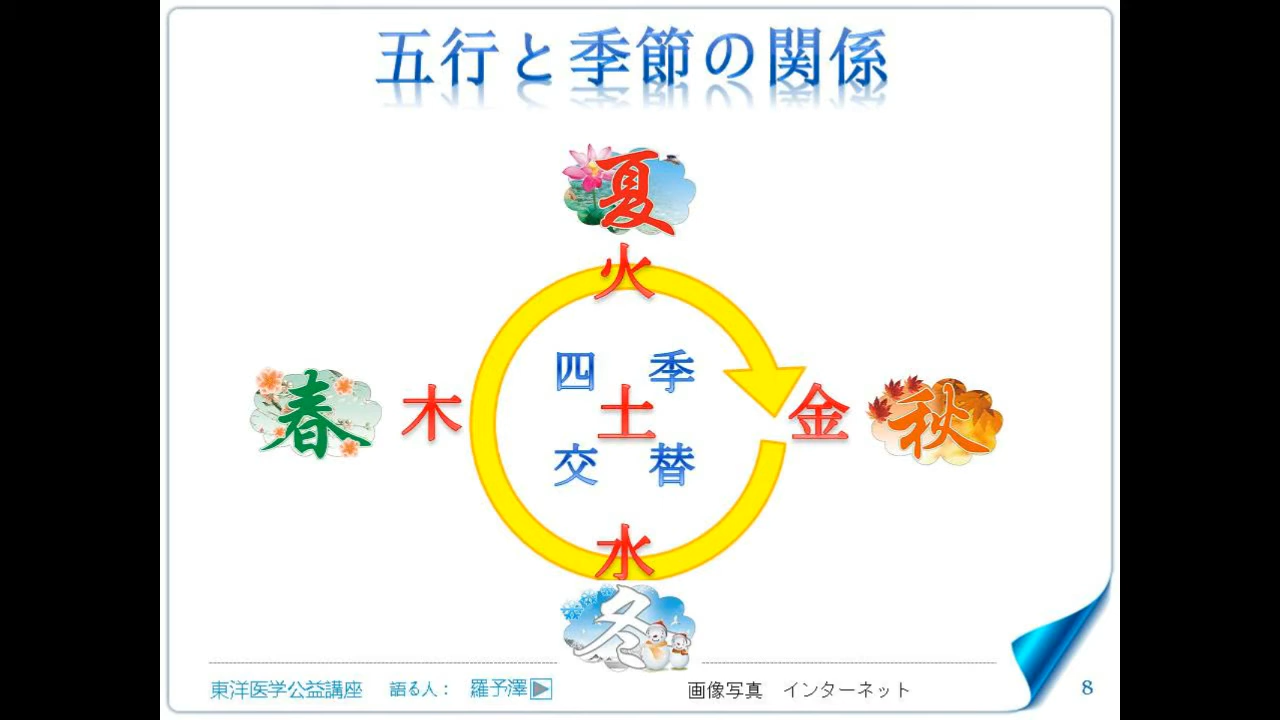 五行と季節の関係
夏
火
四 季
春 木 土 金 秋
交 替
水
冬
東洋医学公益講座 語る人： 羅予澤
画像写真 インターネット
8